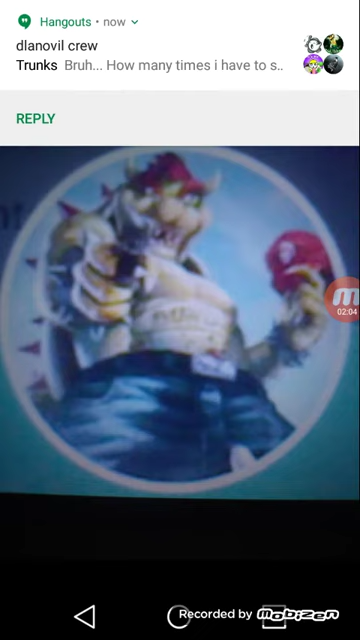 Hangouts • now
dlanovil crew
Trunks Bruh... How many times i have to s..
REPLY
02:04
Recorded by mobizen